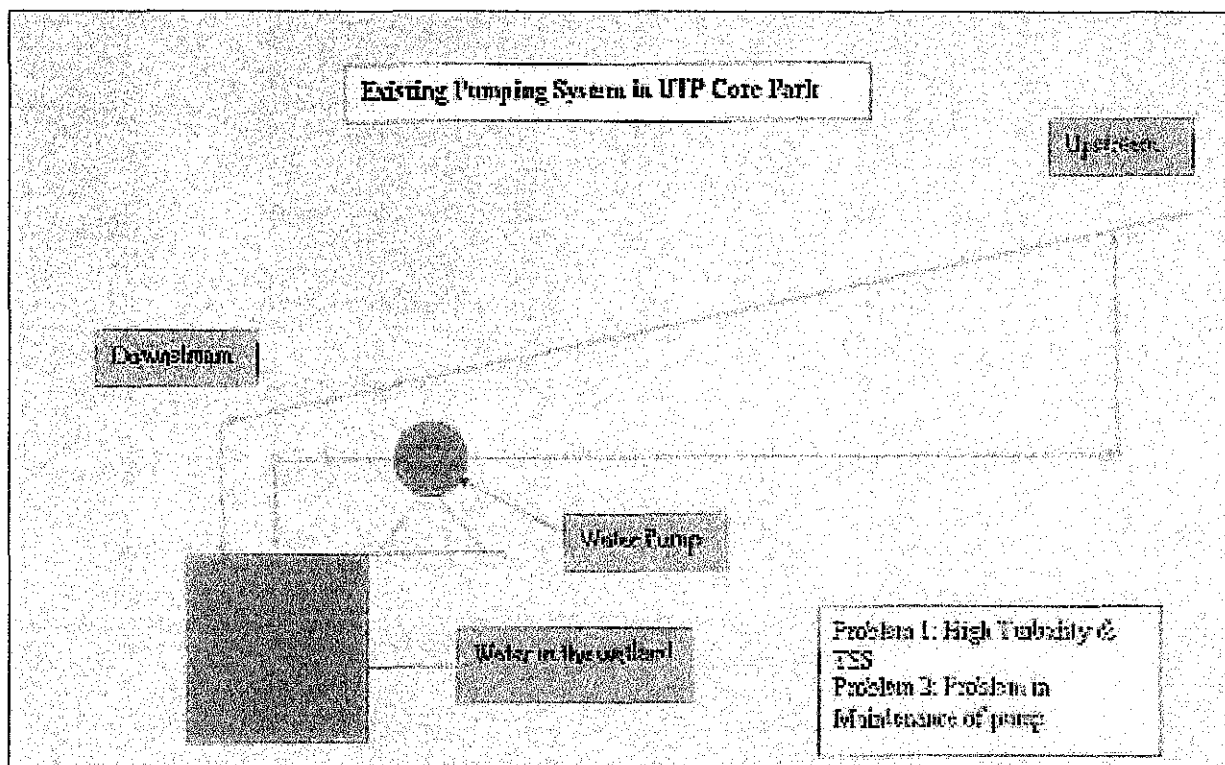 Existing Pumping System in UTP Core Park
Upstream
Downstream
Water Pump
Water in the wetland
Problem 1: High Turbidity &
TSS
Problem 2: Problem in
Maintenance of pump